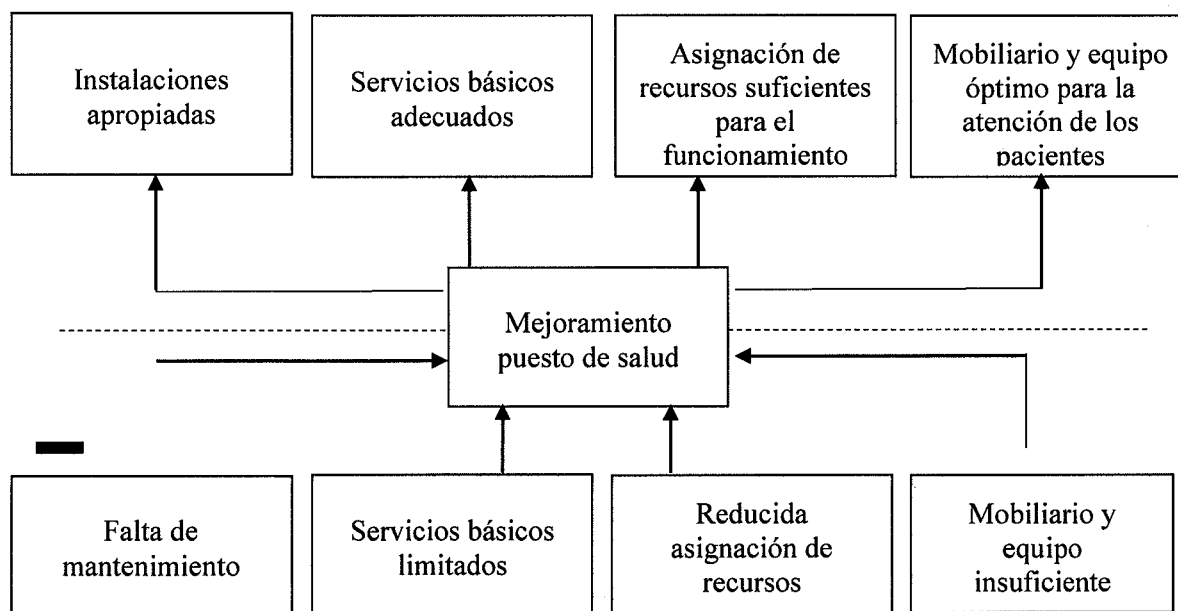 Instalaciones
apropiadas
Servicios básicos
adecuados
Asignación de
recursos suficientes
para el
funcionamiento
Mobiliario y equipo
óptimo para la
atención de los
pacientes
Mejoramiento
puesto de salud
Falta de
mantenimiento
Servicios básicos
limitados
Reducida
asignación de
recursos
Mobiliario y
equipo
insuficiente